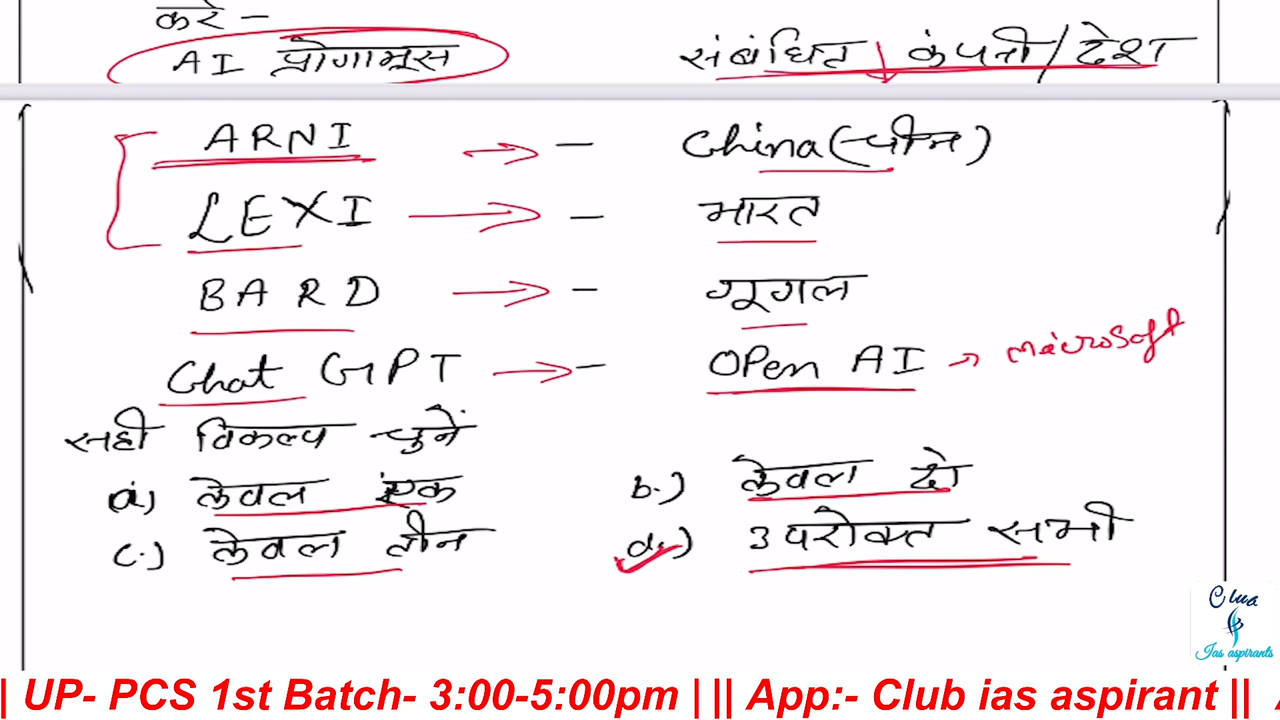 करे -
AI प्रोग्राम्स संबंधित कंपनी/देश
ARNI → - China (चीन)
LEXI → - भारत
BARD → - गूगल
Chat GPT → - OPen AI → Macrosoft
सही विकल्प चुनें
a.) केवल एक b.) केवल दो
c.) केवल तीन d.) उपरोक्त सभी
Club
Ias aspirants
| UP- PCS 1st Batch- 3:00-5:00pm | || App:- Club ias aspirant ||